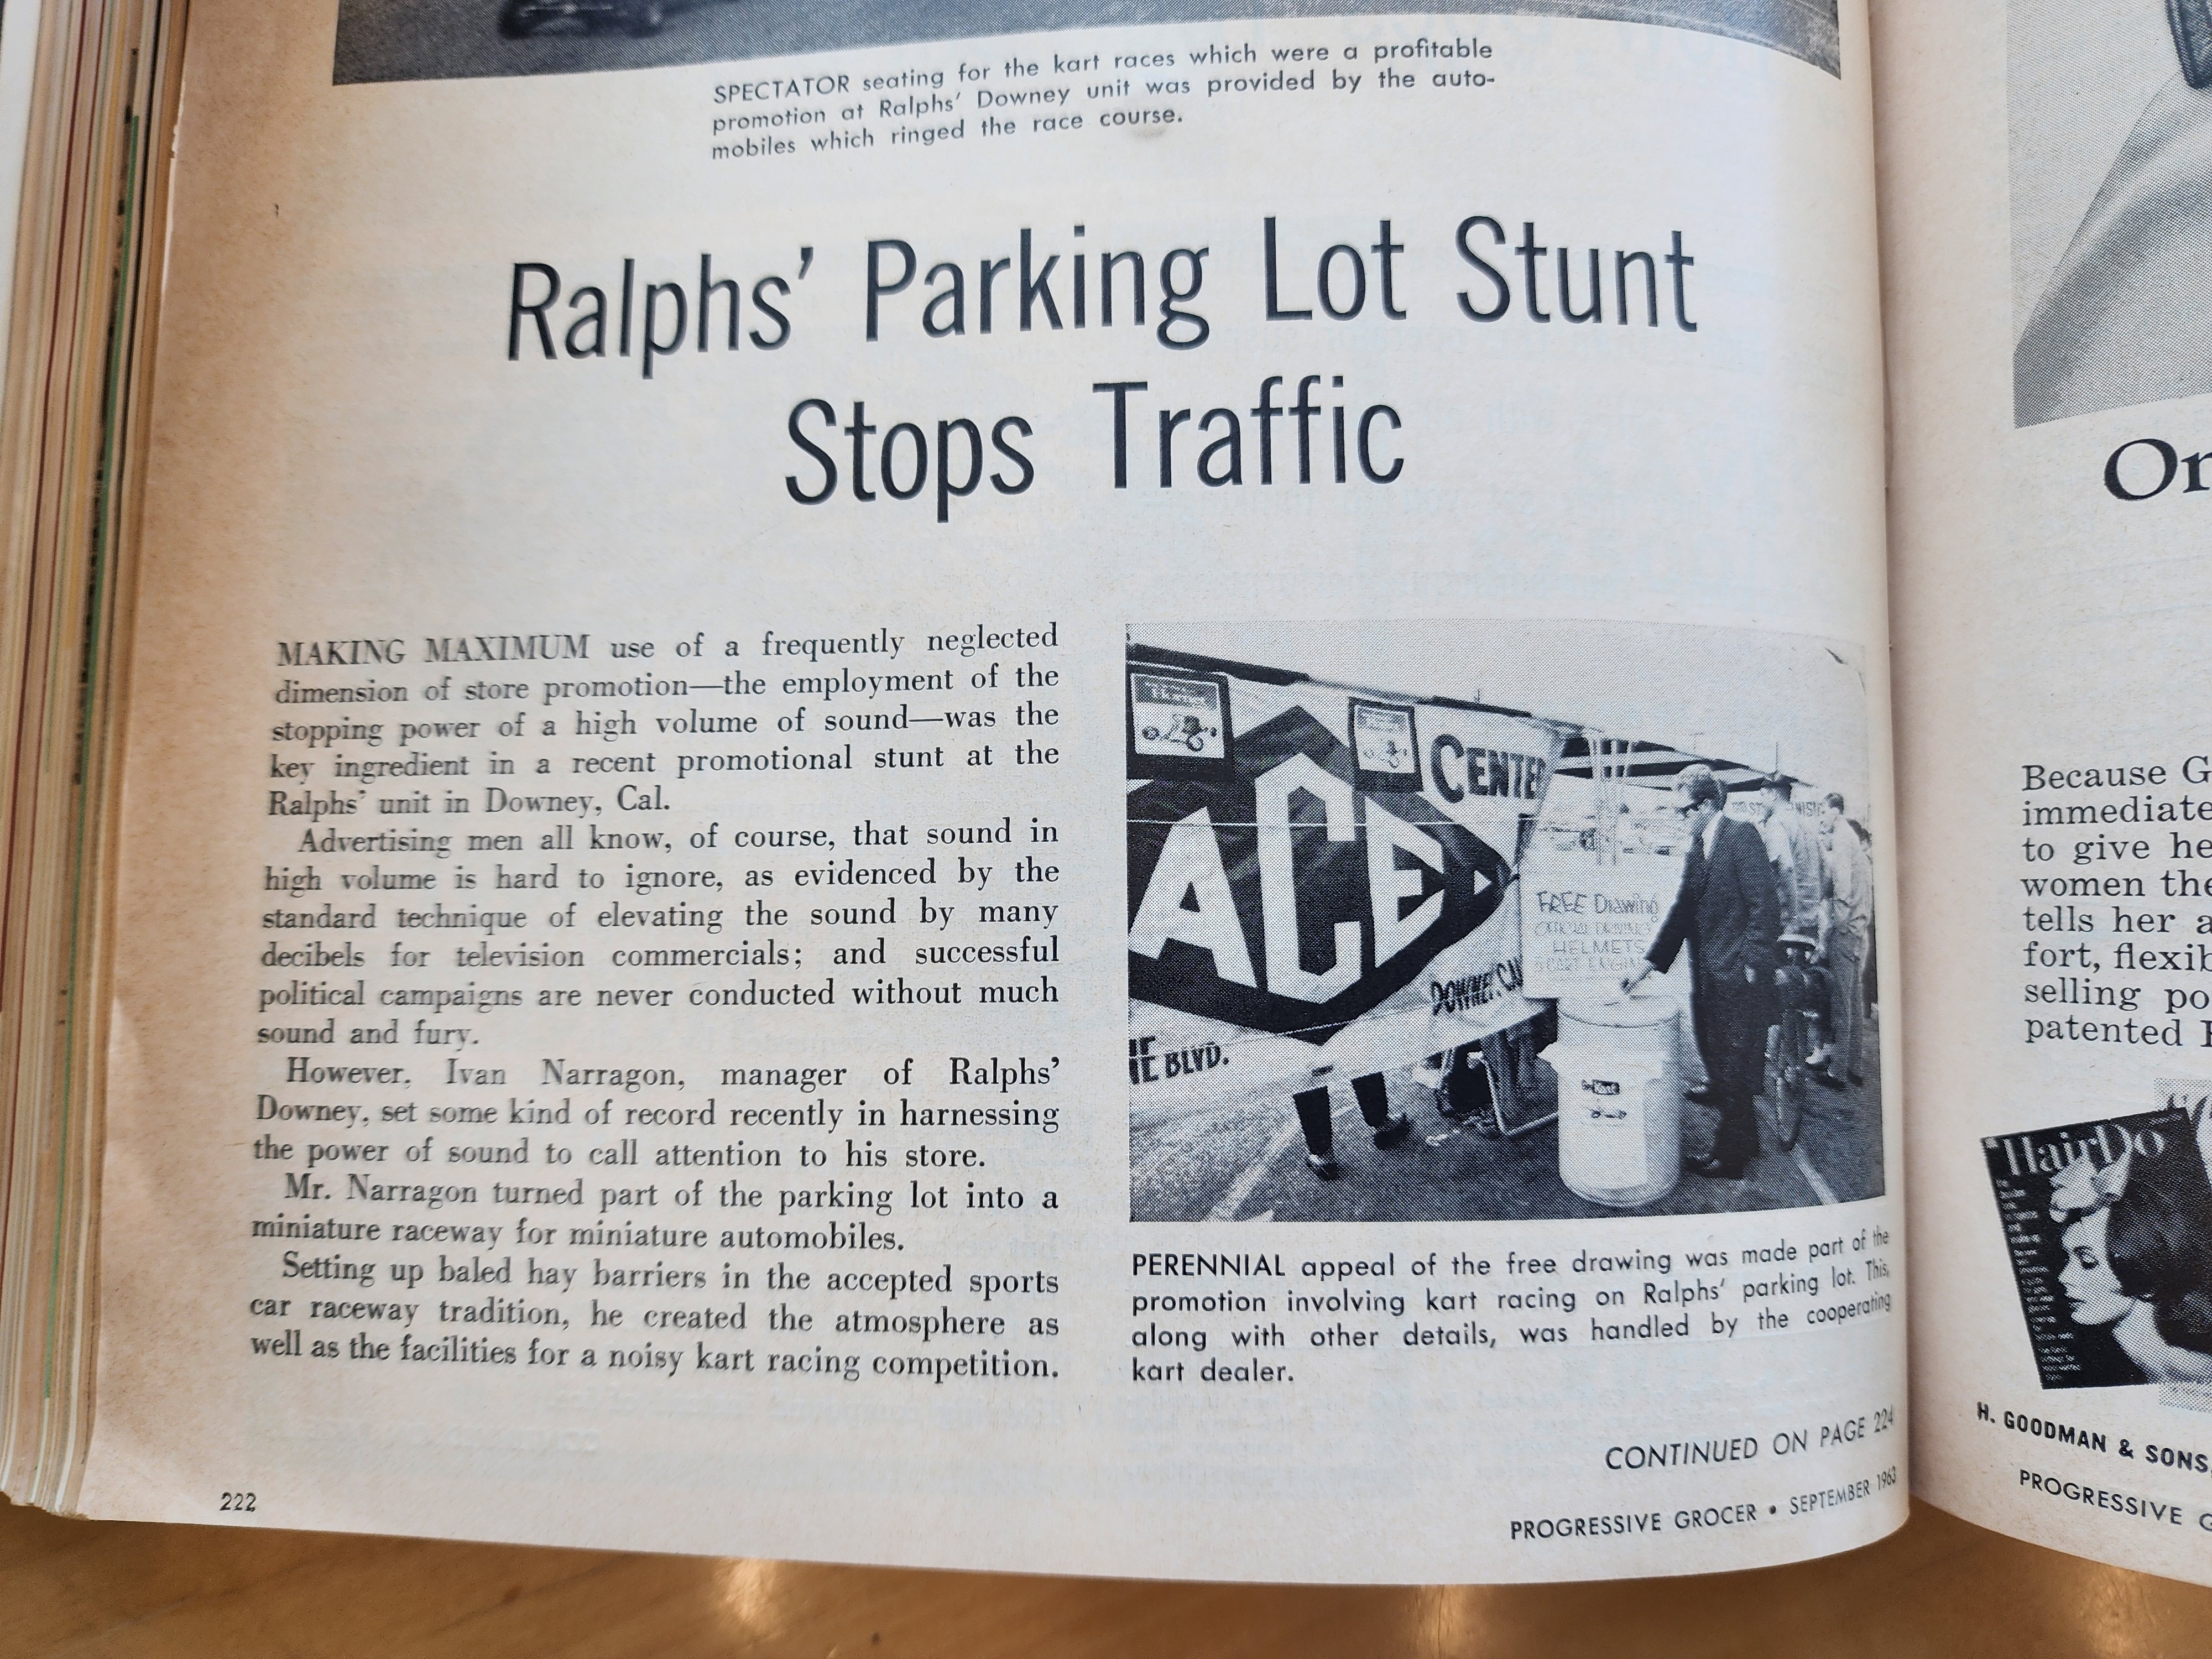 SPECTATOR seating for the kart races which were a profitable
promotion at Ralphs' Downey unit was provided by the auto-
mobiles which ringed the race course.
Ralphs' Parking Lot Stunt
Stops Traffic
MAKING MAXIMUM use of a frequently neglected
dimension of store promotion—the employment of the
stopping power of a high volume of sound—was the
key ingredient in a recent promotional stunt at the
Ralphs' unit in Downey, Cal.
Advertising men all know, of course, that sound in
high volume is hard to ignore, as evidenced by the
standard technique of elevating the sound by many
decibels for television commercials; and successful
political campaigns are never conducted without much
sound and fury.
However, Ivan Narragon, manager of Ralphs'
Downey, set some kind of record recently in harnessing
the power of sound to call attention to his store.
Mr. Narragon turned part of the parking lot into a
miniature raceway for miniature automobiles.
Setting up baled hay barriers in the accepted sports
car raceway tradition, he created the atmosphere as
well as the facilities for a noisy kart racing competition.
CENTER
ACE
DOWNEY, CAL
BLVD.
FREE Drawing
HELMETS
PERENNIAL appeal of the free drawing was made part of the
promotion involving kart racing on Ralphs' parking lot. This,
along with other details, was handled by the cooperating
kart dealer.
CONTINUED ON PAGE 224
222
PROGRESSIVE GROCER • SEPTEMBER 1963
Or
Because G
immediate
to give he
women the
tells her a
fort, flexib
selling po
patented
HairDo
H. GOODMAN & SONS,
PROGRESSIVE G